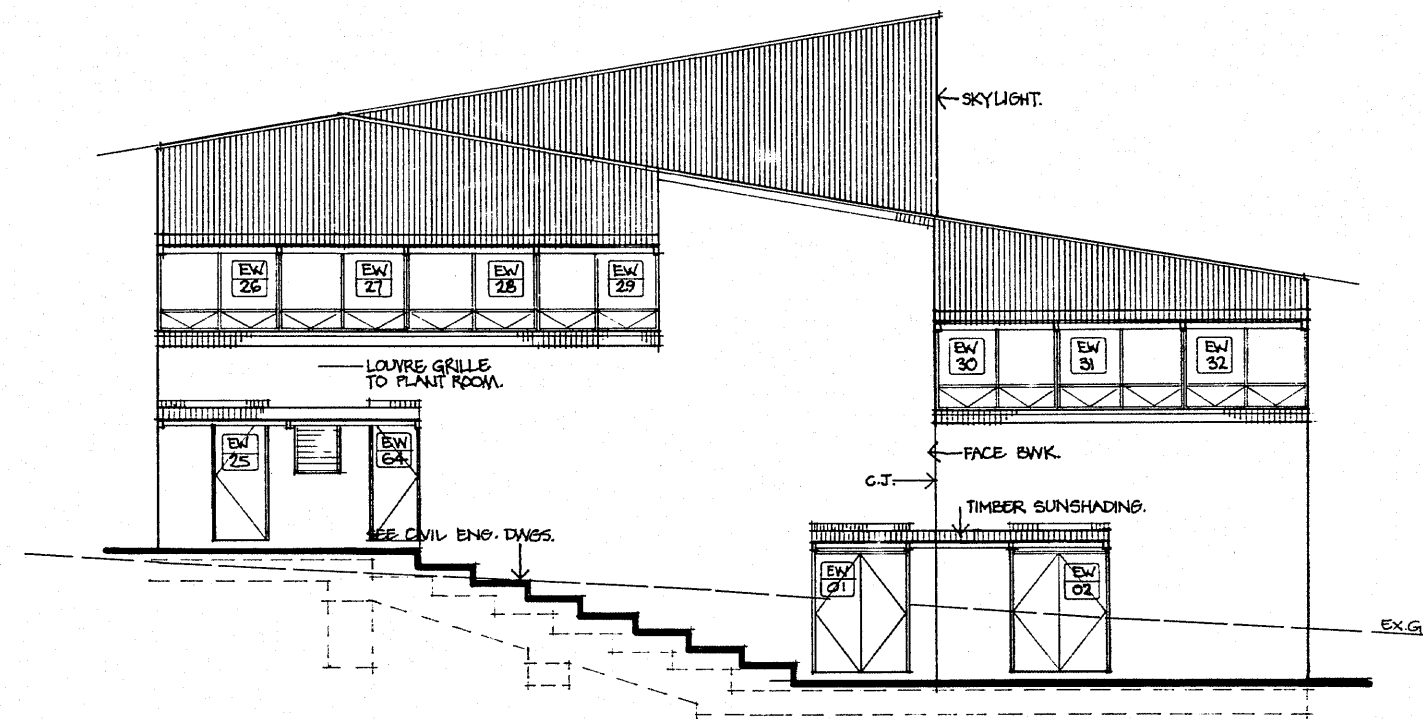 SKYLIGHT.
EW
26
EW
27
EW
28
EW
29
LOUVRE GRILLE
TO PLANT ROOM.
EW
30
EW
31
EW
32
EW
25
EW
64
FACE BWK.
C.J.
TIMBER SUNSHADING.
SEE CIVIL ENG. DWGS.
EW
01
EW
02
EX.G